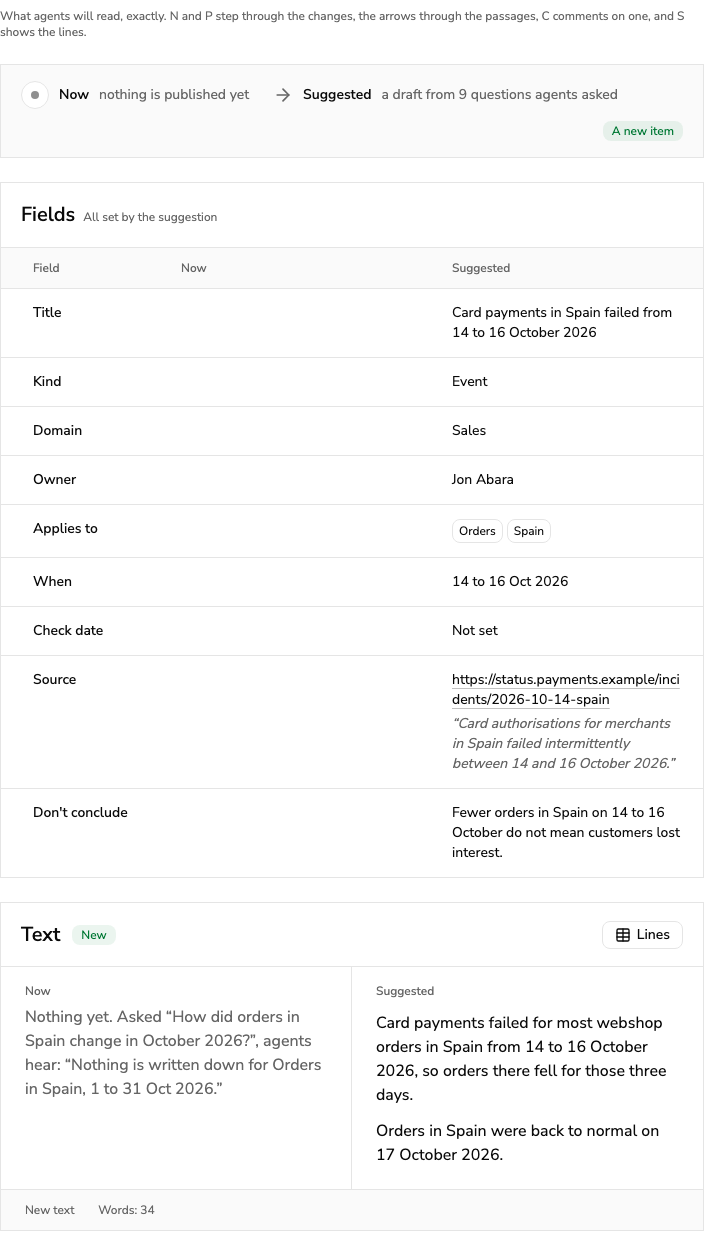 What agents will read, exactly. N and P step through the changes, the arrows through the passages, C comments on one, and S
shows the lines.
Now nothing is published yet → Suggested a draft from 9 questions agents asked
A new item
Fields All set by the suggestion
Field Now Suggested
Title Card payments in Spain failed from
14 to 16 October 2026
Kind Event
Domain Sales
Owner Jon Abara
Applies to Orders Spain
When 14 to 16 Oct 2026
Check date Not set
Source https://status.payments.example/inci
dents/2026-10-14-spain
“Card authorisations for merchants
in Spain failed intermittently
between 14 and 16 October 2026.”
Don't conclude Fewer orders in Spain on 14 to 16
October do not mean customers lost
interest.
Text New Lines
Now
Nothing yet. Asked “How did orders in
Spain change in October 2026?”, agents
hear: “Nothing is written down for Orders
in Spain, 1 to 31 Oct 2026.”
Suggested
Card payments failed for most webshop
orders in Spain from 14 to 16 October
2026, so orders there fell for those three
days.
Orders in Spain were back to normal on
17 October 2026.
New text Words: 34